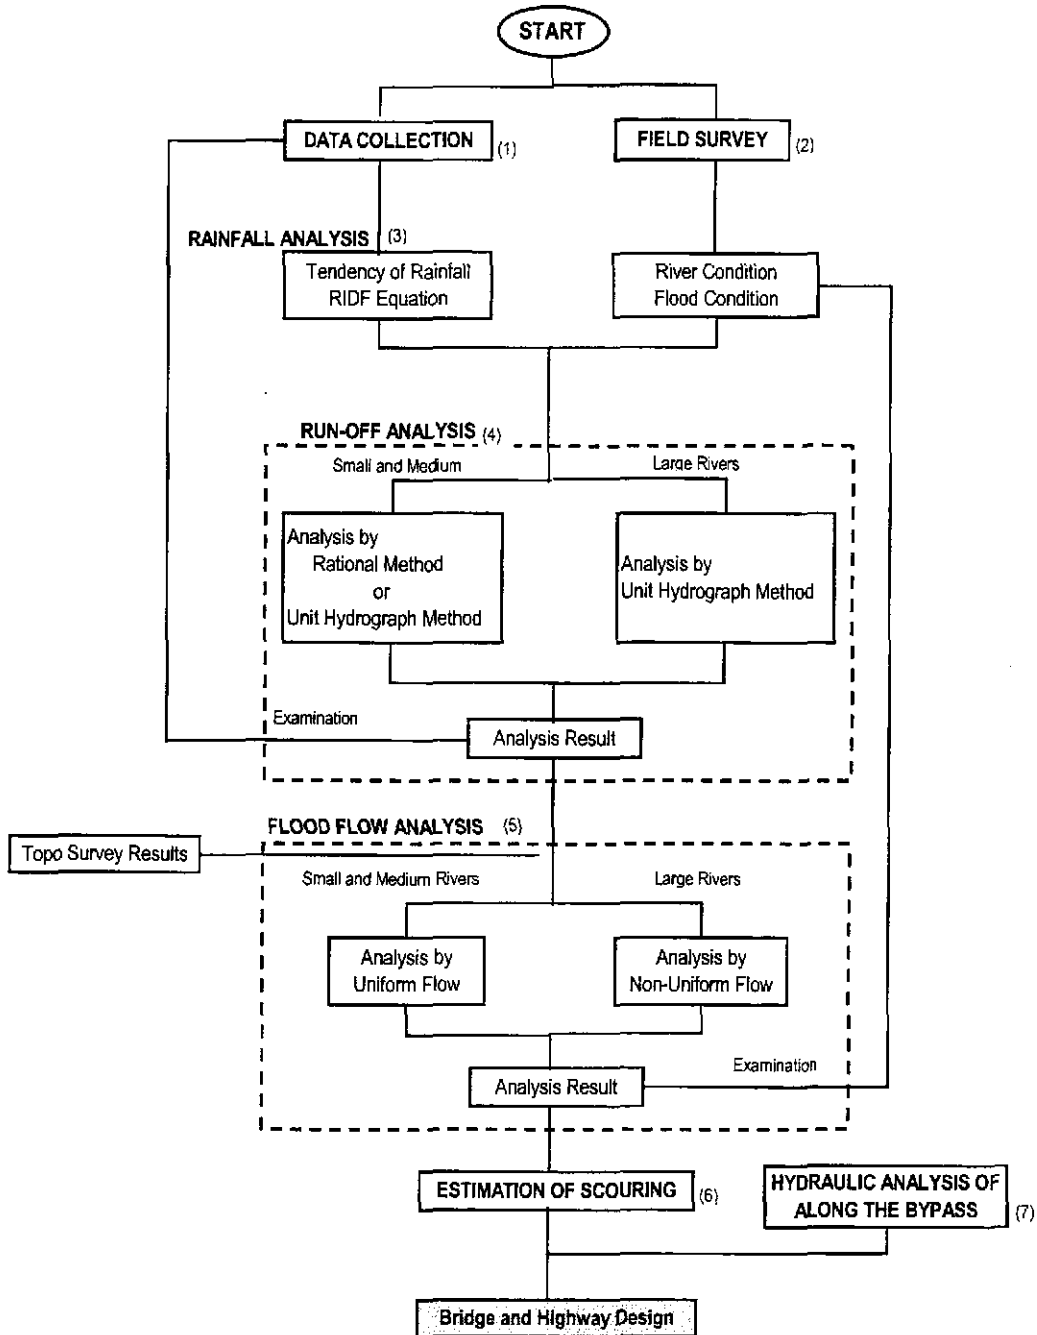 START
DATA COLLECTION (1)
FIELD SURVEY (2)
RAINFALL ANALYSIS (3)
Tendency of Rainfall
RIDF Equation
River Condition
Flood Condition
RUN-OFF ANALYSIS (4)
Small and Medium
Large Rivers
Analysis by
Rational Method
or
Unit Hydrograph Method
Analysis by
Unit Hydrograph Method
Examination
Analysis Result
FLOOD FLOW ANALYSIS (5)
Topo Survey Results
Small and Medium Rivers
Large Rivers
Analysis by
Uniform Flow
Analysis by
Non-Uniform Flow
Examination
Analysis Result
ESTIMATION OF SCOURING (6)
HYDRAULIC ANALYSIS OF
ALONG THE BYPASS (7)
Bridge and Highway Design